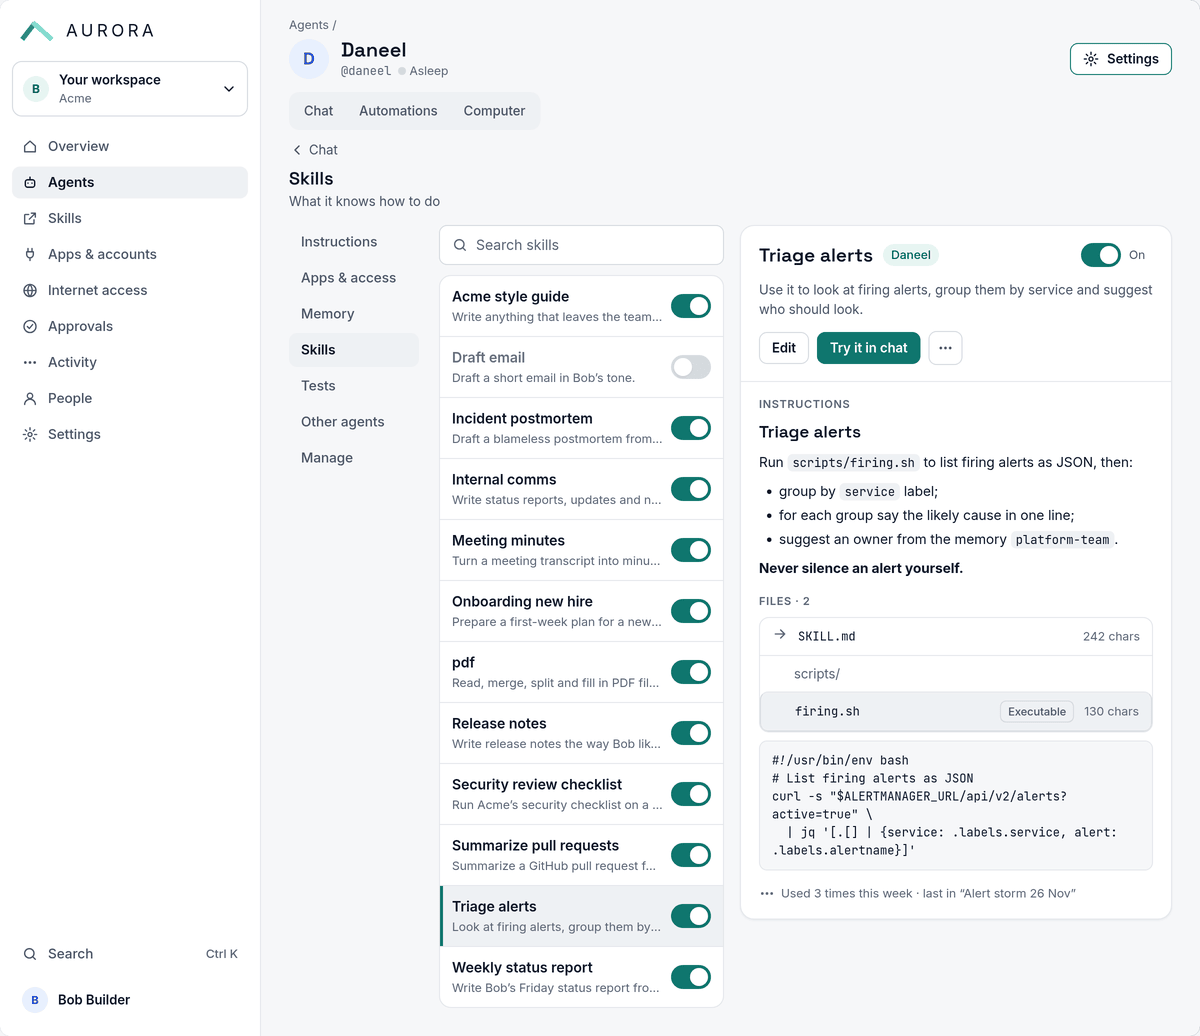 AURORA
B
Your workspace
Acme
Overview
Agents
Skills
Apps & accounts
Internet access
Approvals
Activity
People
Settings
Search
Ctrl K
B
Bob Builder
Agents /
D
Daneel
@daneel
Asleep
Settings
Chat
Automations
Computer
Chat
Skills
What it knows how to do
Instructions
Apps & access
Memory
Skills
Tests
Other agents
Manage
Search skills
Acme style guide
Write anything that leaves the team...
Draft email
Draft a short email in Bob’s tone.
Incident postmortem
Draft a blameless postmortem from...
Internal comms
Write status reports, updates and n...
Meeting minutes
Turn a meeting transcript into minu...
Onboarding new hire
Prepare a first-week plan for a new...
pdf
Read, merge, split and fill in PDF fil...
Release notes
Write release notes the way Bob lik...
Security review checklist
Run Acme’s security checklist on a ...
Summarize pull requests
Summarize a GitHub pull request f...
Triage alerts
Look at firing alerts, group them by...
Weekly status report
Write Bob’s Friday status report fro...
Triage alerts
Daneel
On
Use it to look at firing alerts, group them by service and suggest
who should look.
Edit
Try it in chat
INSTRUCTIONS
Triage alerts
Run scripts/firing.sh to list firing alerts as JSON, then:
• group by service label;
• for each group say the likely cause in one line;
• suggest an owner from the memory platform-team.
Never silence an alert yourself.
FILES · 2
SKILL.md
242 chars
scripts/
firing.sh
Executable
130 chars
#!/usr/bin/env bash
# List firing alerts as JSON
curl -s "$ALERTMANAGER_URL/api/v2/alerts?
active=true" \
| jq '[.[] | {service: .labels.service, alert:
.labels.alertname}]'
Used 3 times this week · last in “Alert storm 26 Nov”